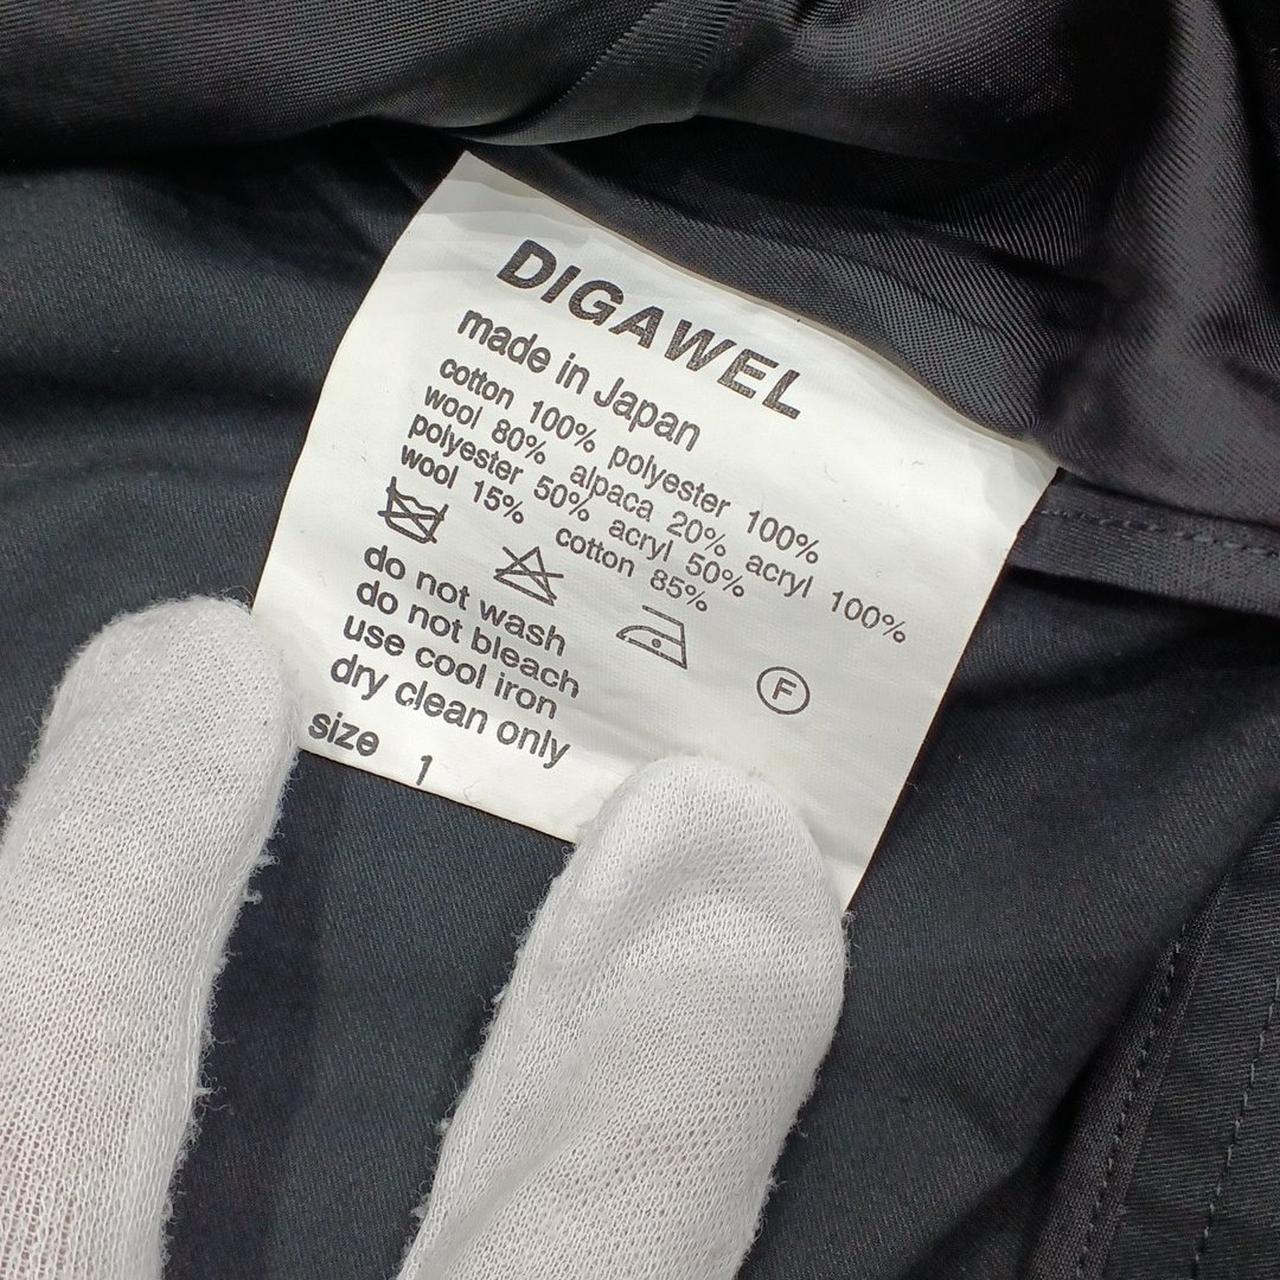 DIGAWEL
made in Japan
cotton 100% polyester 100%
wool 80% alpaca 20% acryl 100%
polyester 50% acryl 50%
wool 15% cotton 85%
F
do not wash
do not bleach
use cool iron
dry clean only
size 1